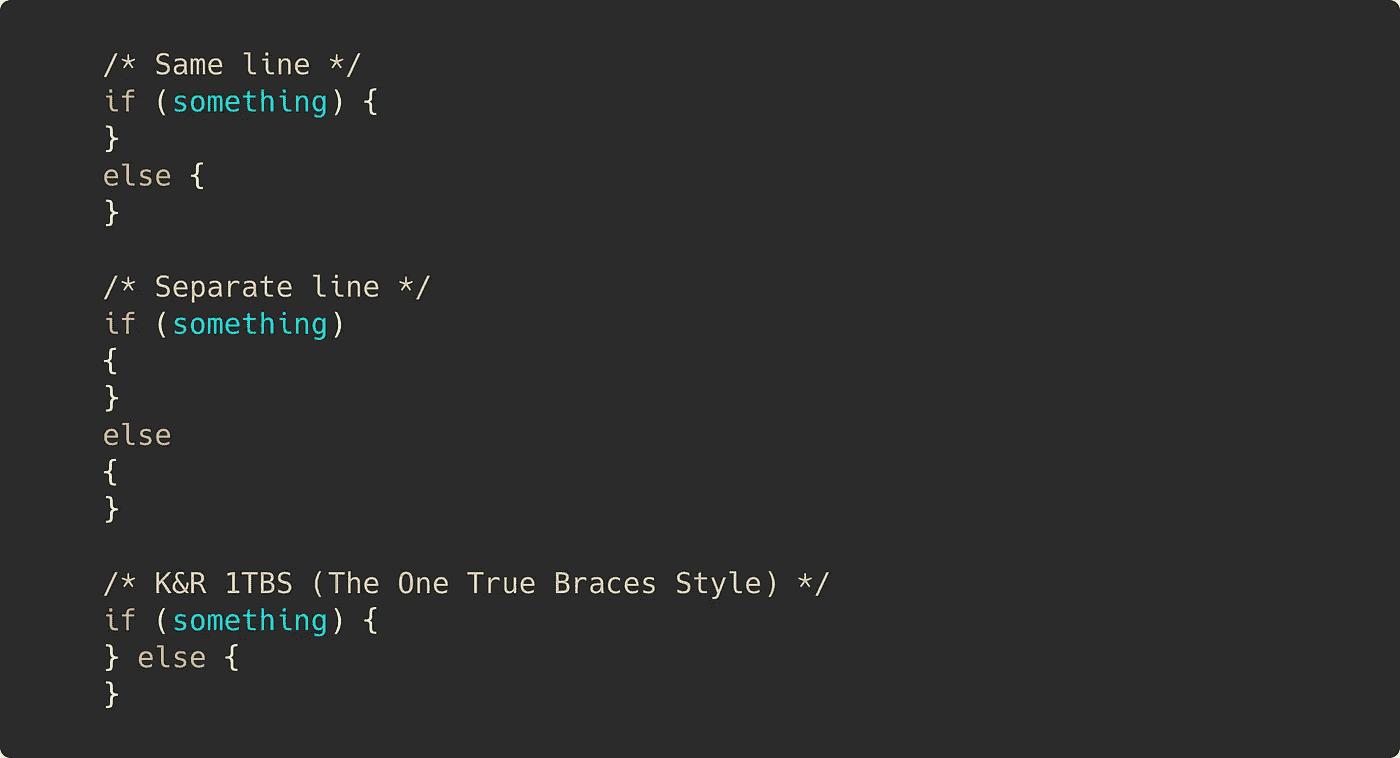 /* Same line */
if (something) {
}
else {
}

/* Separate line */
if (something)
{
}
else
{
}

/* K&R 1TBS (The One True Braces Style) */
if (something) {
} else {
}